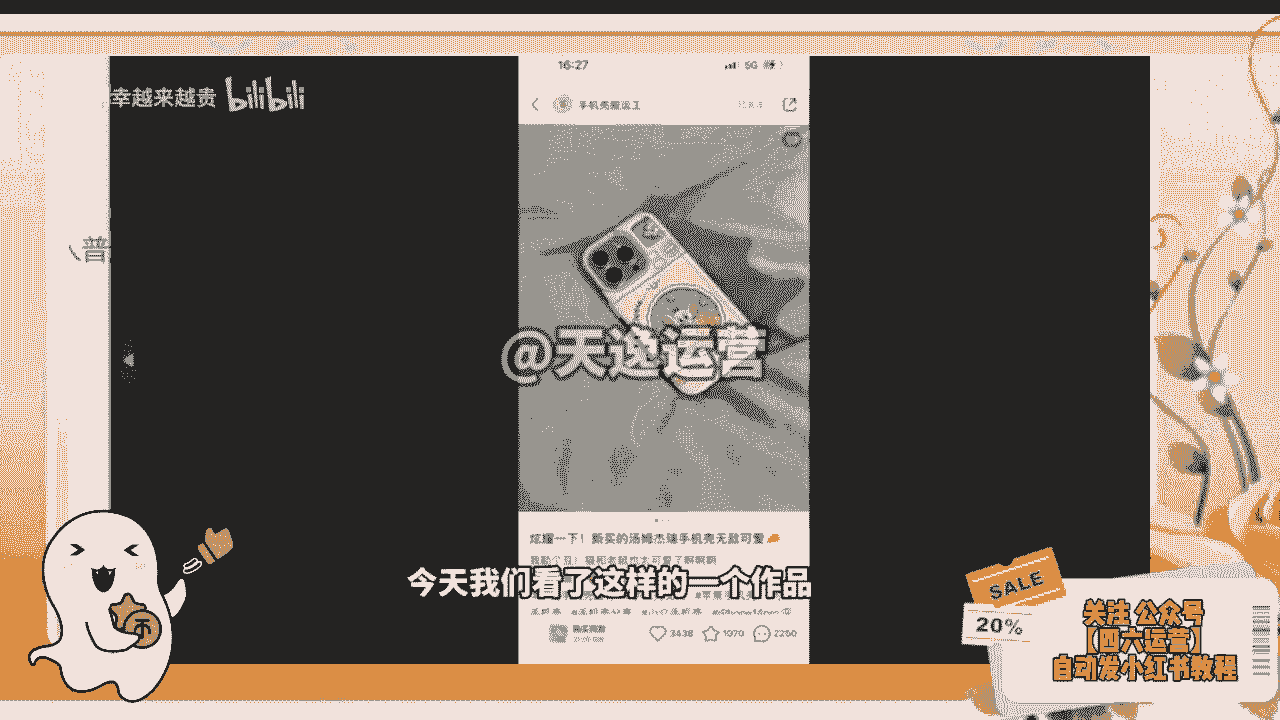 16:27
5G
幸越来越贵 bilibili
手机壳搬运工
普
@天逸运营
炫耀一下！新买的汤姆杰瑞手机壳无敌可爱
今天我们看了这样的一个作品
3438
1070
2260
SALE
20%
关注 公众号
【四六运营】
自动发小红书教程